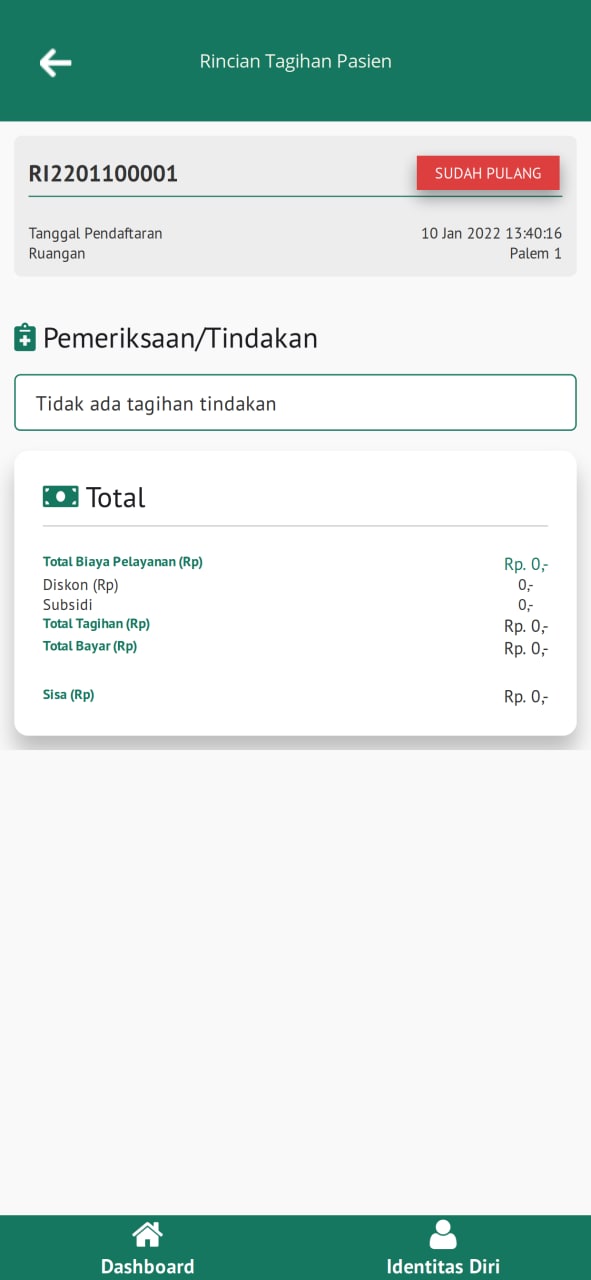 Rincian Tagihan Pasien
RI2201100001 SUDAH PULANG
Tanggal Pendaftaran 10 Jan 2022 13:40:16
Ruangan Palem 1
Pemeriksaan/Tindakan
Tidak ada tagihan tindakan
Total
Total Biaya Pelayanan (Rp) Rp. 0,-
Diskon (Rp) 0,-
Subsidi 0,-
Total Tagihan (Rp) Rp. 0,-
Total Bayar (Rp) Rp. 0,-
Sisa (Rp) Rp. 0,-
Dashboard Identitas Diri